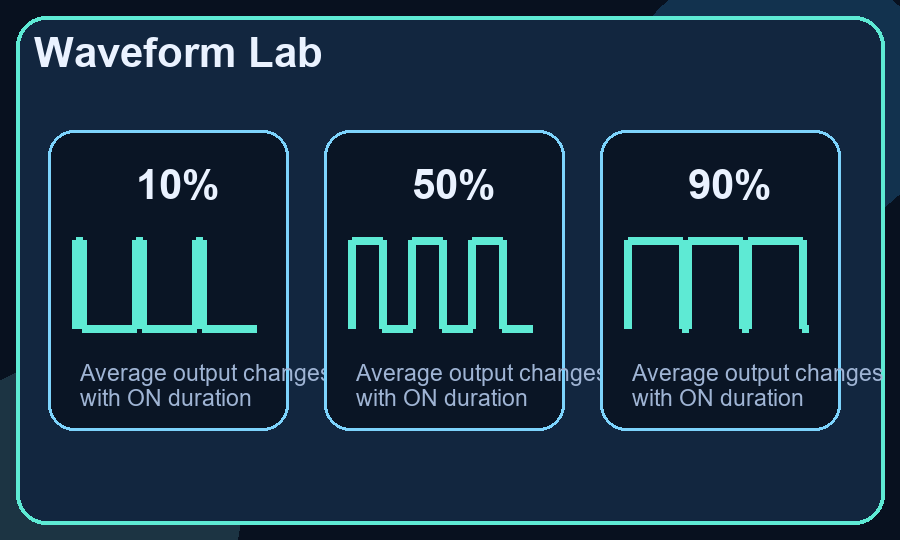 Waveform Lab
10%
Average output changes
with ON duration
50%
Average output changes
with ON duration
90%
Average output changes
with ON duration